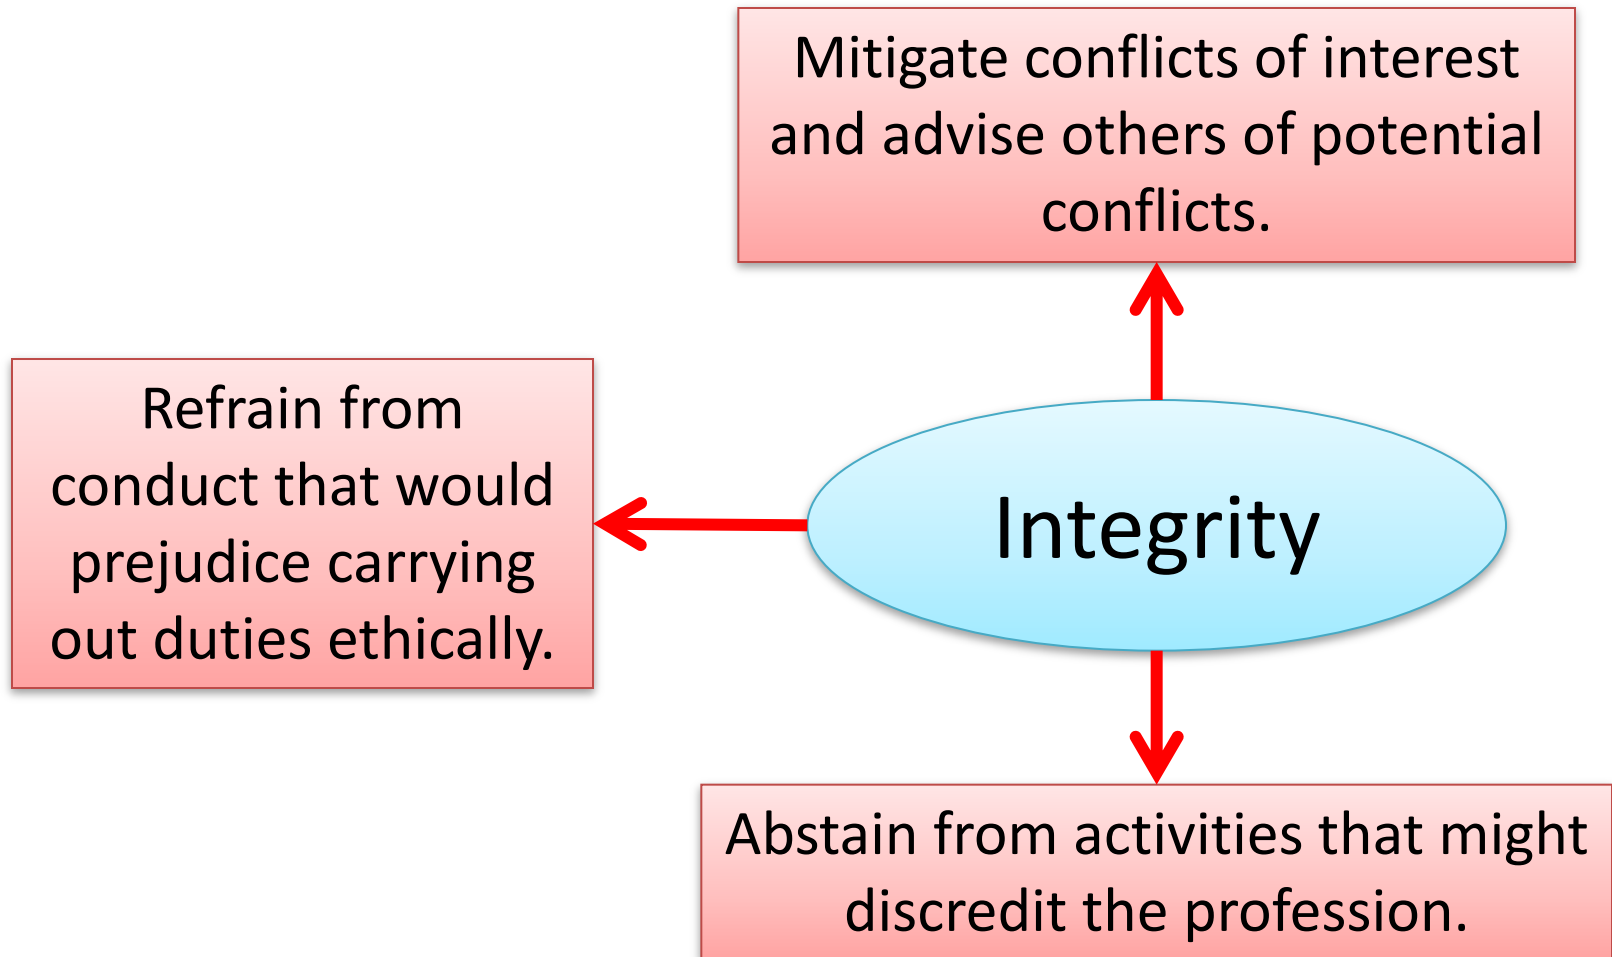 Mitigate conflicts of interest
and advise others of potential
conflicts.
Refrain from
conduct that would
prejudice carrying
out duties ethically.
Integrity
Abstain from activities that might
discredit the profession.